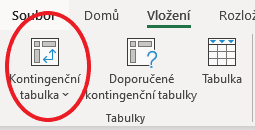 Soubor Domů Vložení Rozlož
Kontingenční Doporučené Tabulka
tabulka kontingenční tabulky
Tabulky